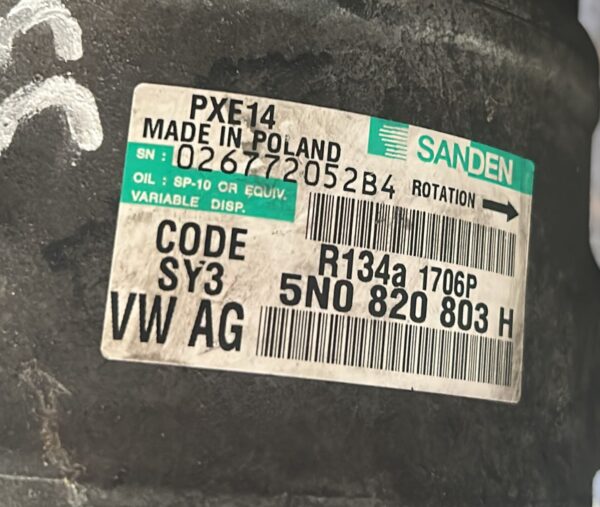 PXE14
MADE IN POLAND
SANDEN
SN : 026772052B4
OIL : SP-10 OR EQUIV.
VARIABLE DISP.
ROTATION
CODE
SY3
R134a 1706P
5N0 820 803 H
VW AG